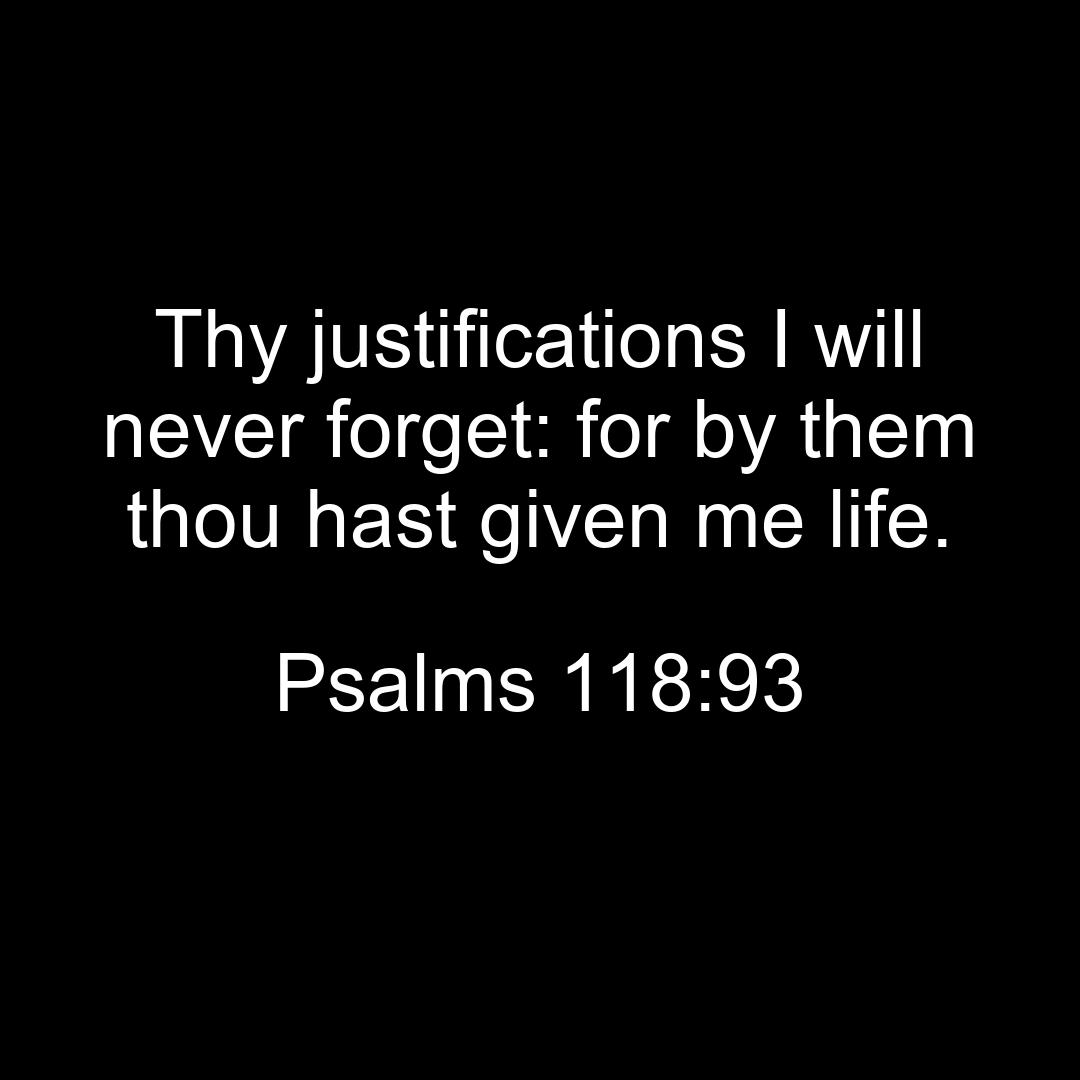 Thy justifications I will
never forget: for by them
thou hast given me life.
Psalms 118:93